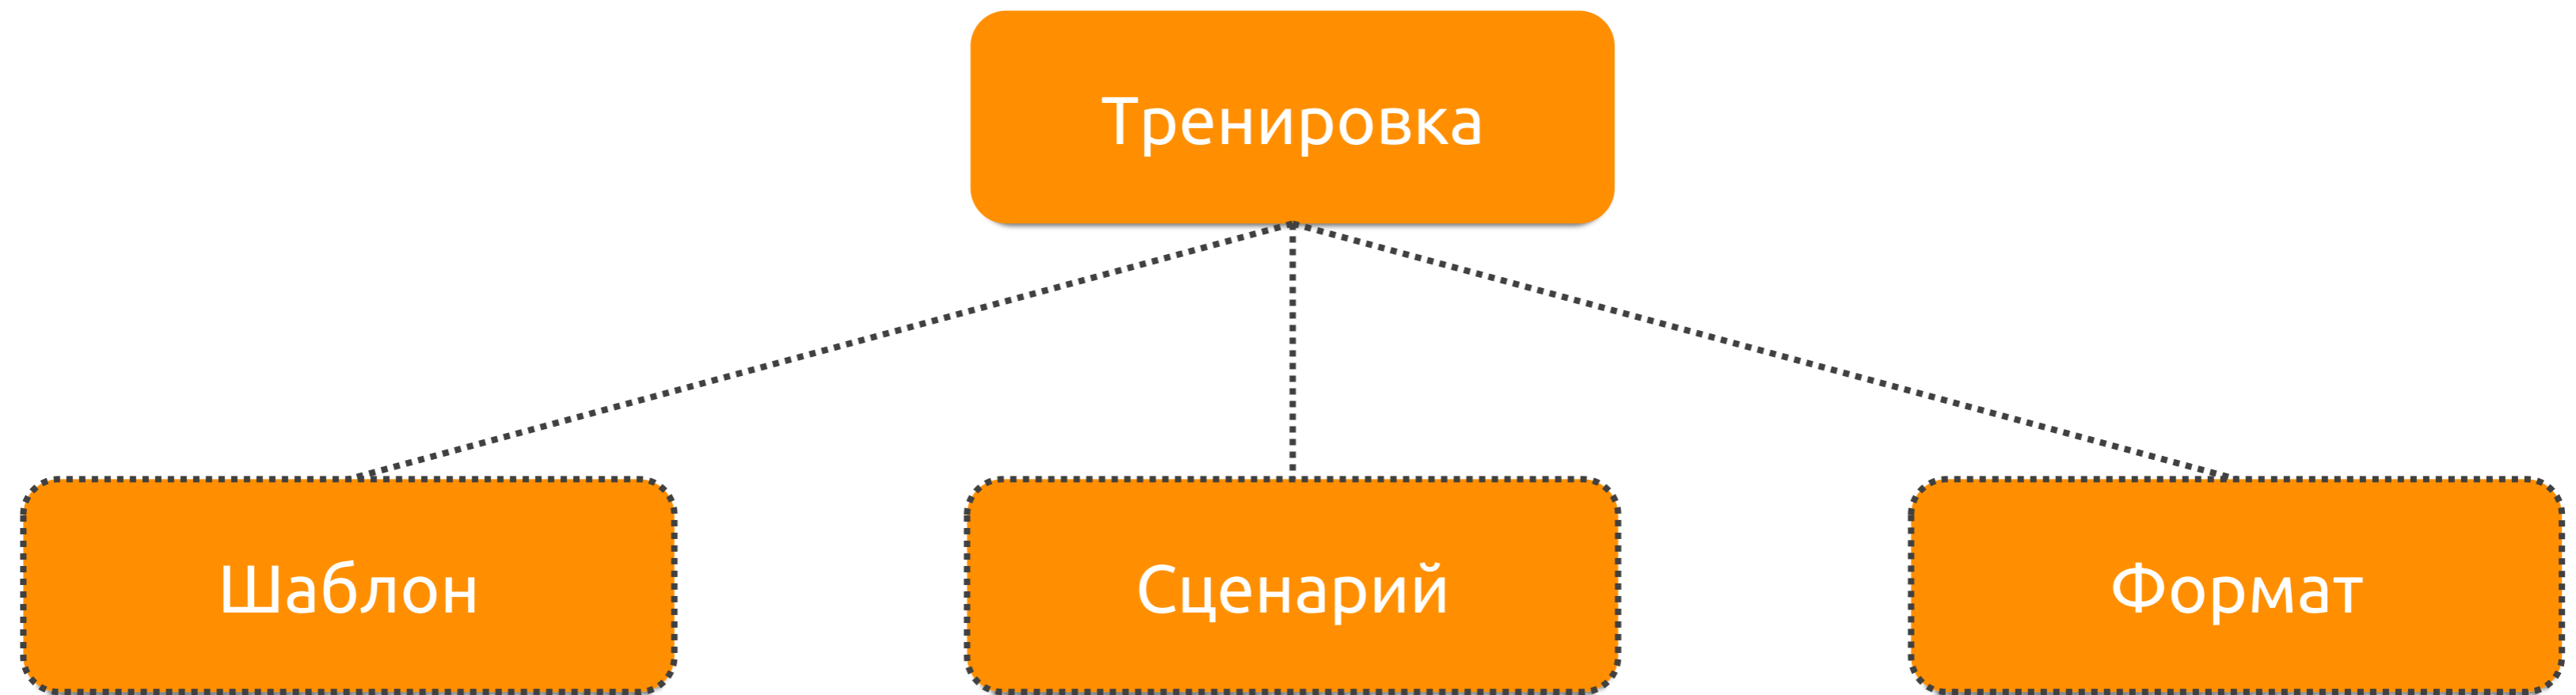 Тренировка
Шаблон
Сценарий
Формат